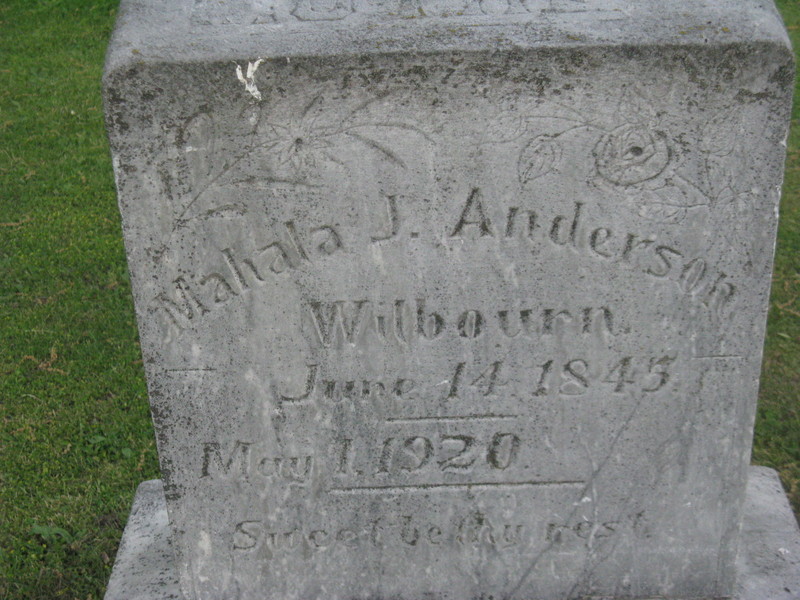 Mahala J. Anderson
Wilbourn.
June 14, 1845
May 1, 1920
Sweet be thy rest